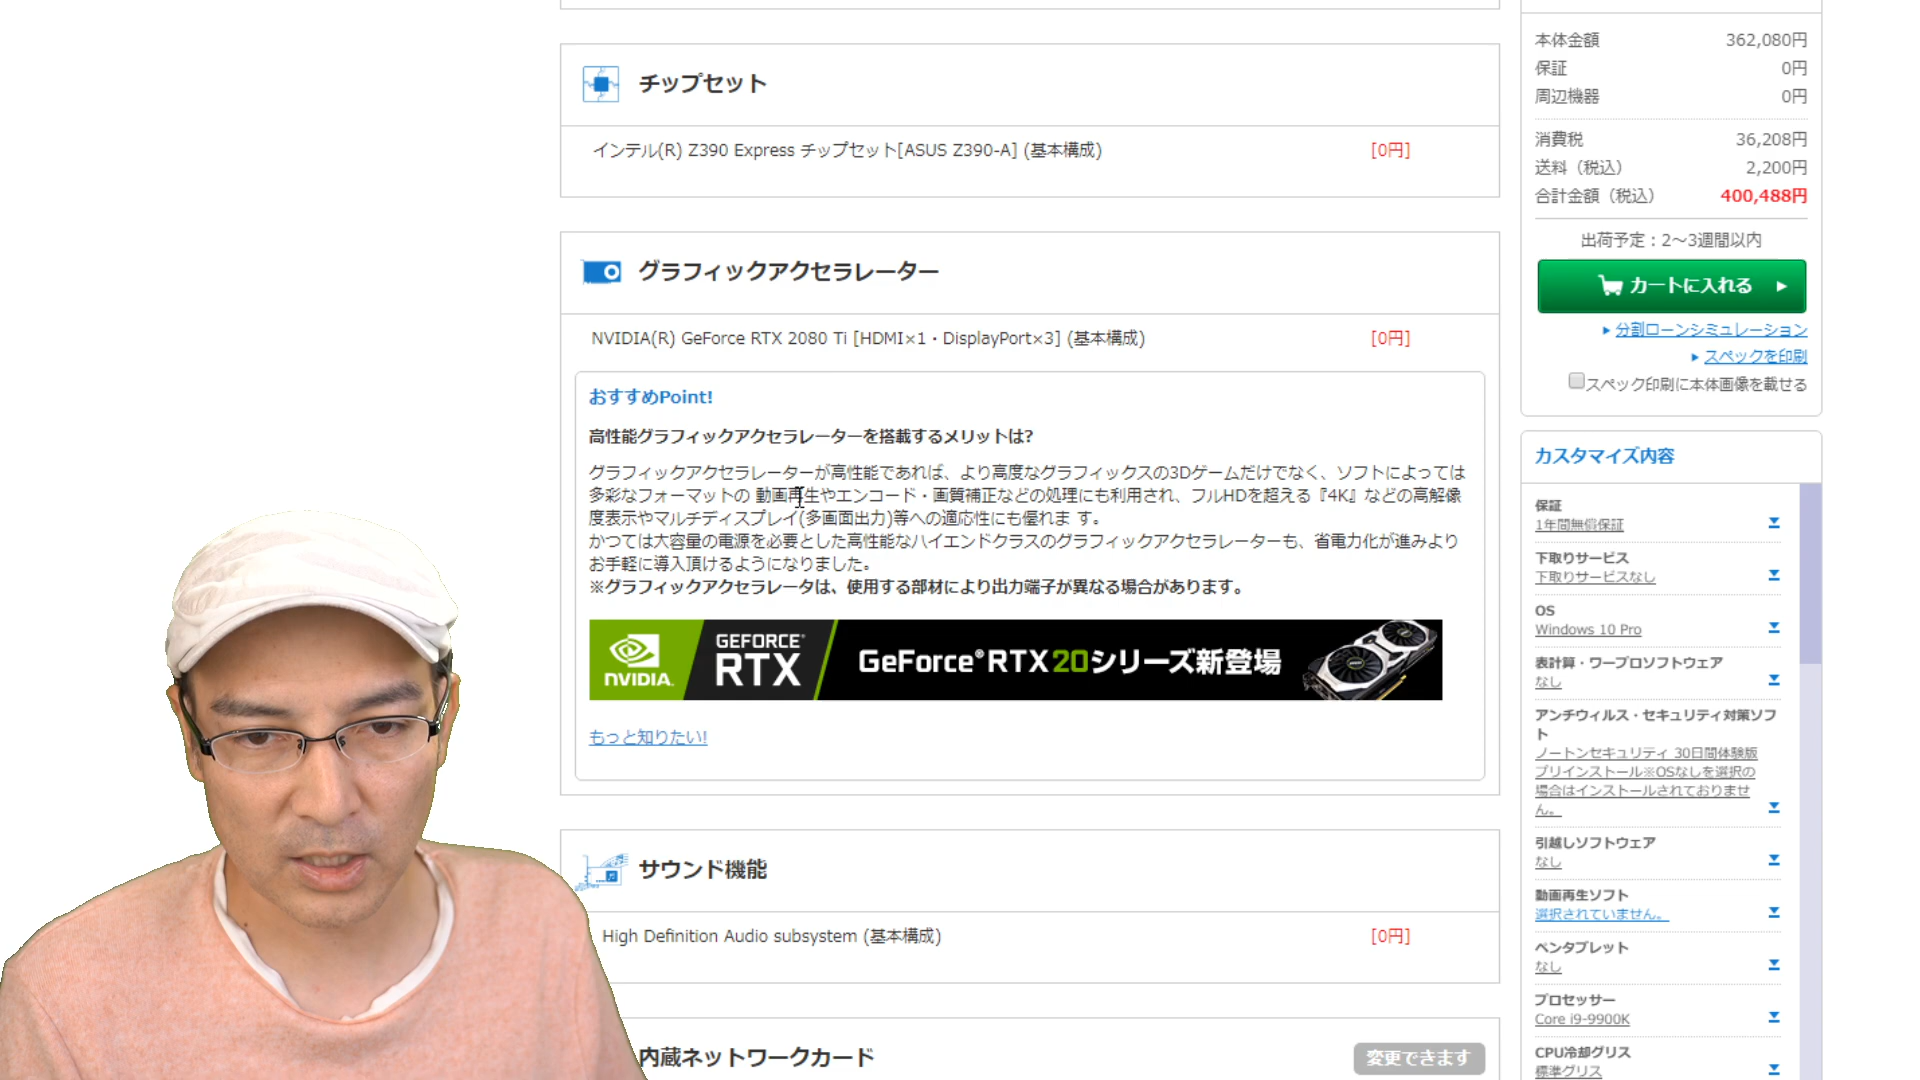 チップセット
インテル(R) Z390 Express チップセット[ASUS Z390-A] (基本構成)
[0円]
グラフィックアクセラレーター
NVIDIA(R) GeForce RTX 2080 Ti [HDMI×1・DisplayPort×3] (基本構成)
[0円]
おすすめPoint!
高性能グラフィックアクセラレーターを搭載するメリットは?
グラフィックアクセラレーターが高性能であれば、より高度なグラフィックスの3Dゲームだけでなく、ソフトによっては
多彩なフォーマットの 動画再生やエンコード・画質補正などの処理にも利用され、フルHDを超える『4K』などの高解像
度表示やマルチディスプレイ(多画面出力)等への適応性にも優れま す。
かつては大容量の電源を必要とした高性能なハイエンドクラスのグラフィックアクセラレーターも、省電力化が進みより
お手軽に導入頂けるようになりました。
※グラフィックアクセラレータは、使用する部材により出力端子が異なる場合があります。
NVIDIA.
GEFORCE
RTX
GeForce®RTX20シリーズ新登場
もっと知りたい!
サウンド機能
High Definition Audio subsystem (基本構成)
[0円]
内蔵ネットワークカード
変更できます
本体金額 362,080円
保証 0円
周辺機器 0円
消費税 36,208円
送料（税込） 2,200円
合計金額（税込） 400,488円
出荷予定：2～3週間以内
カートに入れる
分割ローンシミュレーション
スペックを印刷
スペック印刷に本体画像を載せる
カスタマイズ内容
保証
1年間無償保証
下取りサービス
下取りサービスなし
OS
Windows 10 Pro
表計算・ワープロソフトウェア
なし
アンチウィルス・セキュリティ対策ソフ
ト
ノートンセキュリティ 30日間体験版
プリインストール※OSなしを選択の
場合はインストールされておりませ
ん。
引越しソフトウェア
なし
動画再生ソフト
選択されていません。
ペンタブレット
なし
プロセッサー
Core i9-9900K
CPU冷却グリス
標準グリス